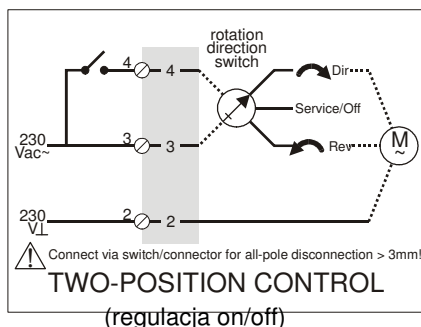 rotation
direction
switch
4 4 Dir
Service/Off
230
Vac~ 3 3 Rev M
~
230
V⊥ 2 2
Connect via switch/connector for all-pole disconnection > 3mm!
TWO-POSITION CONTROL
(regulacja on/off)